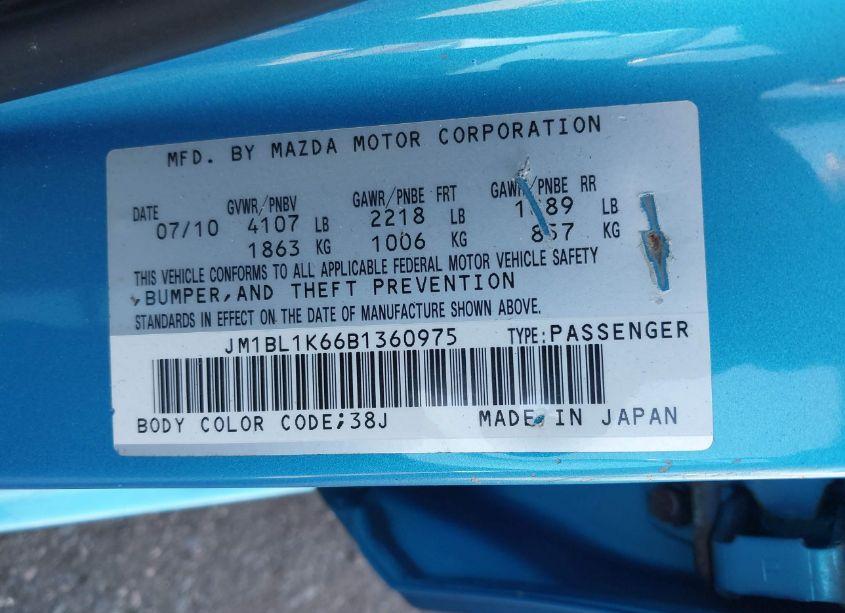 MFD. BY MAZDA MOTOR CORPORATION
DATE GVWR/PNBV GAWR/PNBE FRT GAWR/PNBE RR
07/10 4107 LB 2218 LB LB
1863 KG 1006 KG 857 KG
THIS VEHICLE CONFORMS TO ALL APPLICABLE FEDERAL MOTOR VEHICLE SAFETY
,BUMPER,AND THEFT PREVENTION
STANDARDS IN EFFECT ON THE DATE OF MANUFACTURE SHOWN ABOVE.
JM1BL1K66B1360975 TYPE:PASSENGER
BODY COLOR CODE;38J MADE IN JAPAN